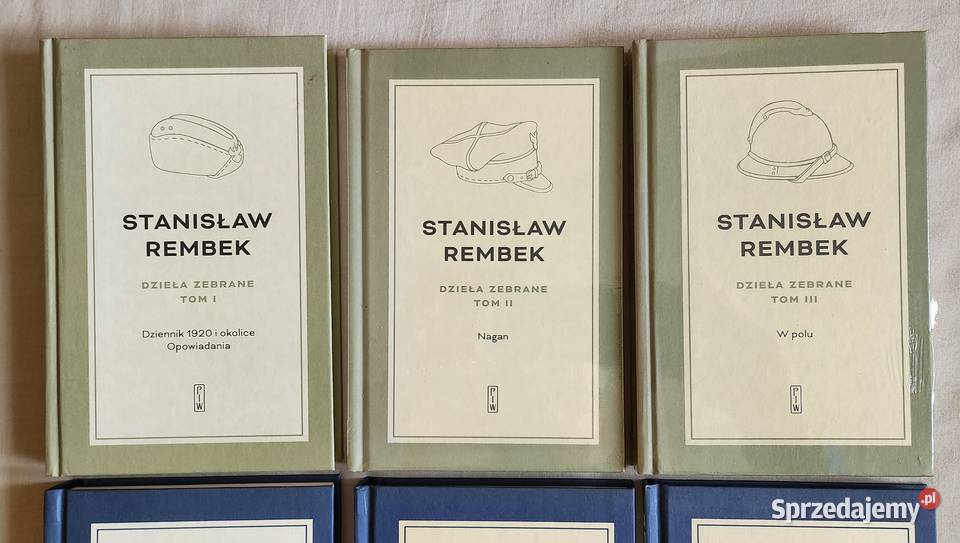 STANISŁAW
REMBEK
DZIEŁA ZEBRANE
TOM I
Dziennik 1920 i okolice
Opowiadania
PIW
STANISŁAW
REMBEK
DZIEŁA ZEBRANE
TOM II
Nagan
PIW
STANISŁAW
REMBEK
DZIEŁA ZEBRANE
TOM III
W polu
PIW
Sprzedajemy.pl